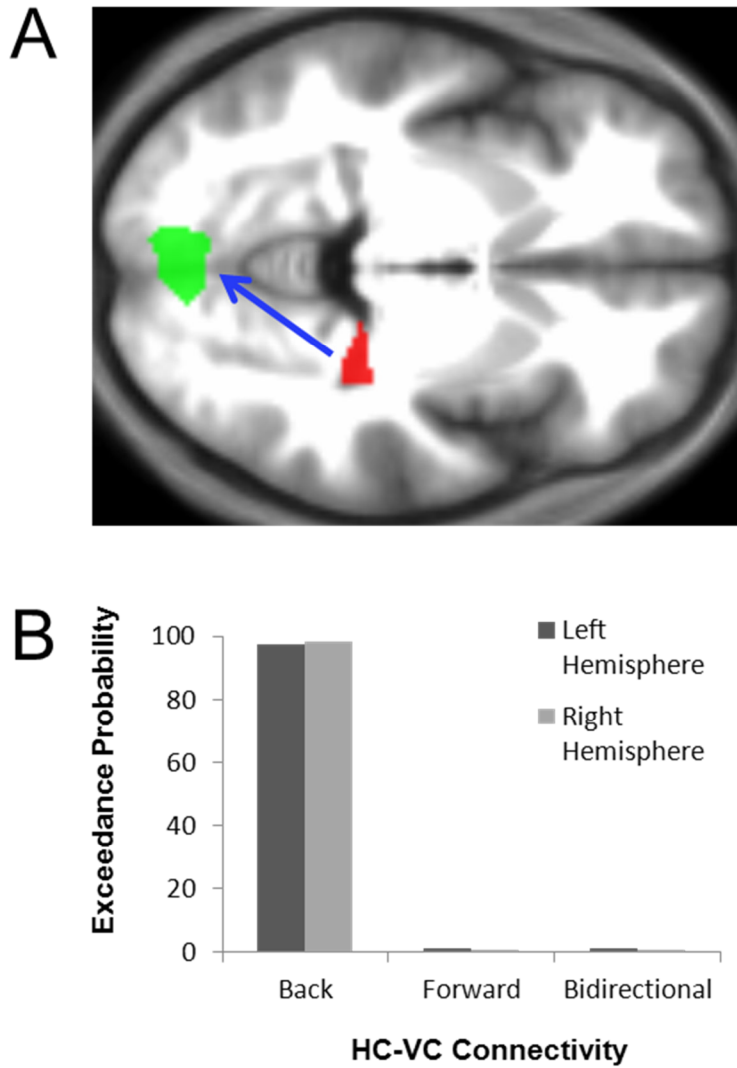 A
B
Exceedance Probability
100
80
60
40
20
0
Left
Hemisphere
Right
Hemisphere
Back
Forward
Bidirectional
HC-VC Connectivity